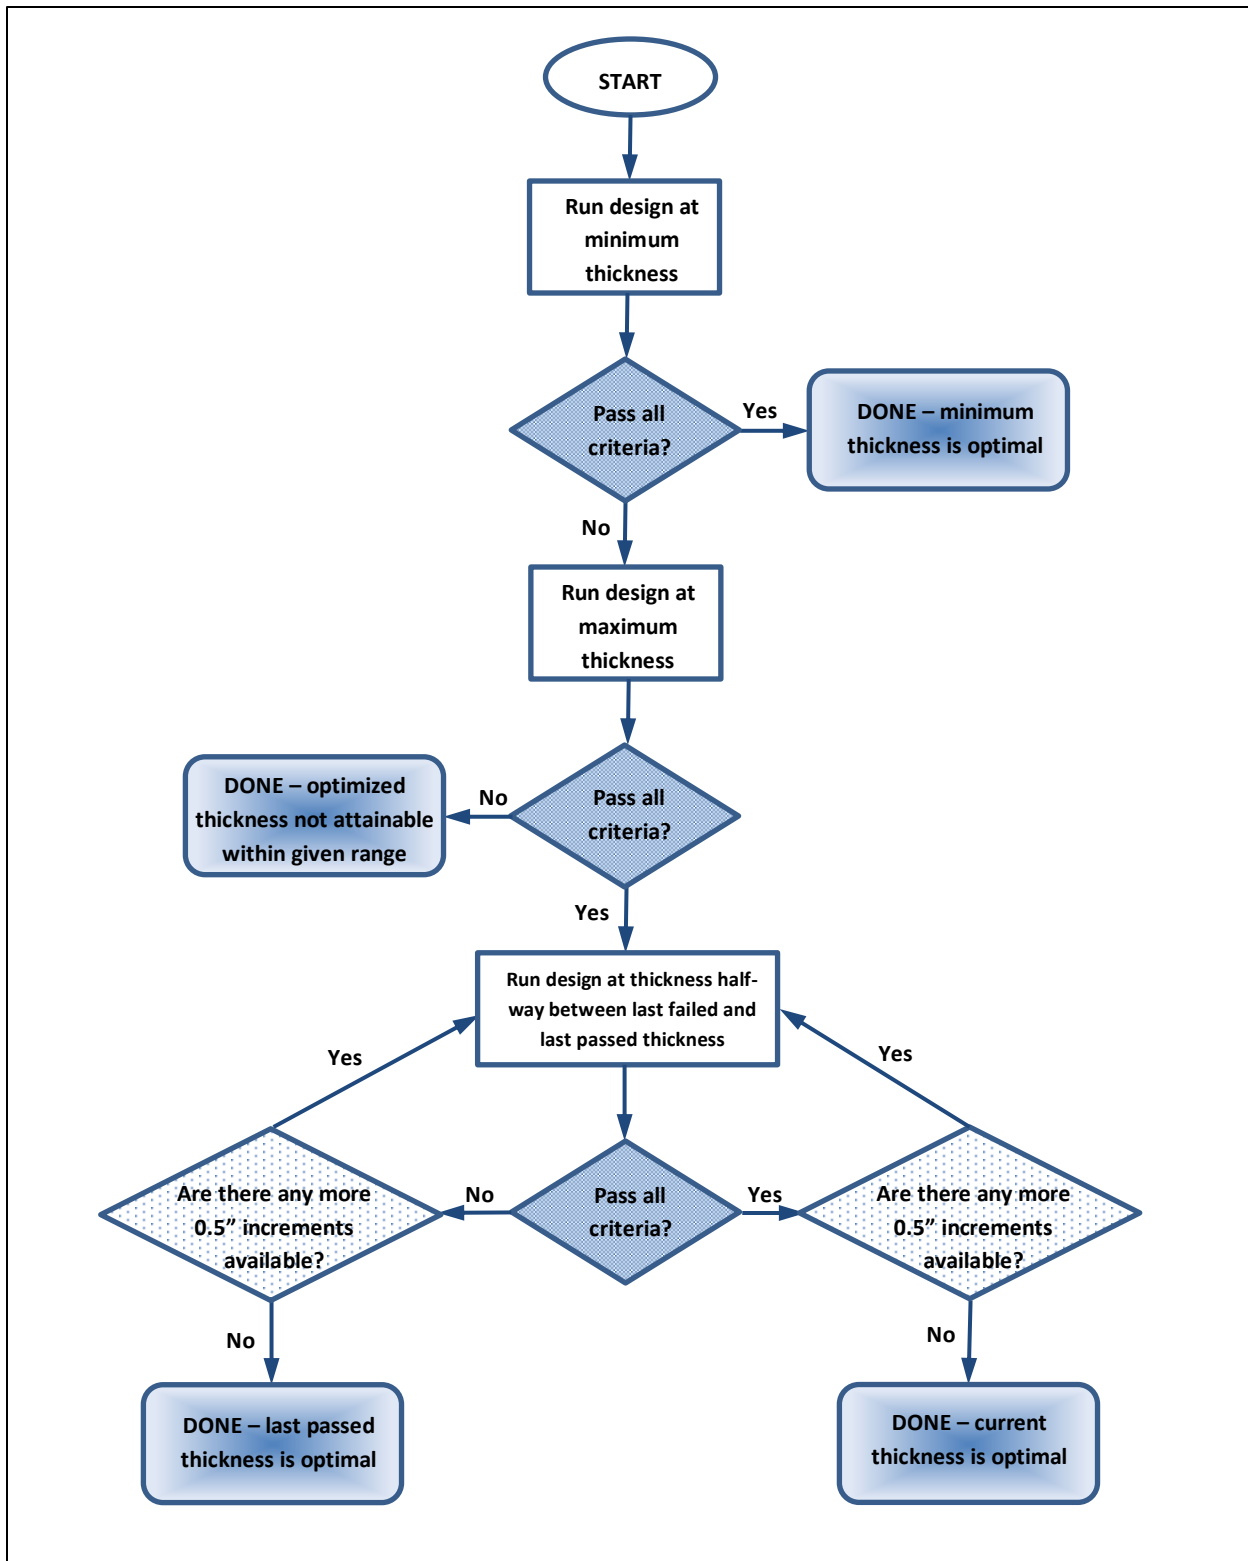 START
Run design at
minimum
thickness
Pass all
criteria?
Yes
DONE – minimum
thickness is optimal
No
Run design at
maximum
thickness
DONE – optimized
thickness not attainable
within given range
No
Pass all
criteria?
Yes
Run design at thickness half-
way between last failed and
last passed thickness
Yes
Yes
Are there any more
0.5” increments
available?
No
Pass all
criteria?
Yes
Are there any more
0.5” increments
available?
No
No
DONE – last passed
thickness is optimal
DONE – current
thickness is optimal